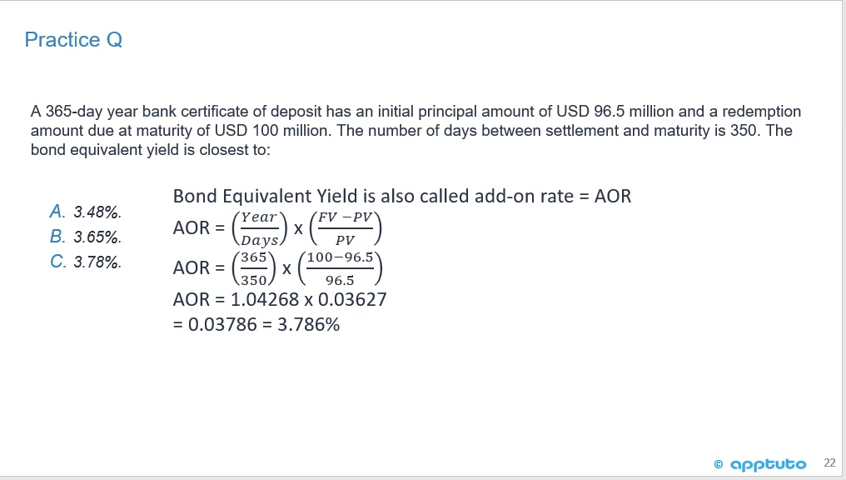 Practice Q
A 365-day year bank certificate of deposit has an initial principal amount of USD 96.5 million and a redemption
amount due at maturity of USD 100 million. The number of days between settlement and maturity is 350. The
bond equivalent yield is closest to:
A. 3.48%.
B. 3.65%.
C. 3.78%.
Bond Equivalent Yield is also called add-on rate = AOR
AOR = (Year/Days) x (FV −PV/PV)
AOR = (365/350) x (100−96.5/96.5)
AOR = 1.04268 x 0.03627
= 0.03786 = 3.786%
© apptuto 22